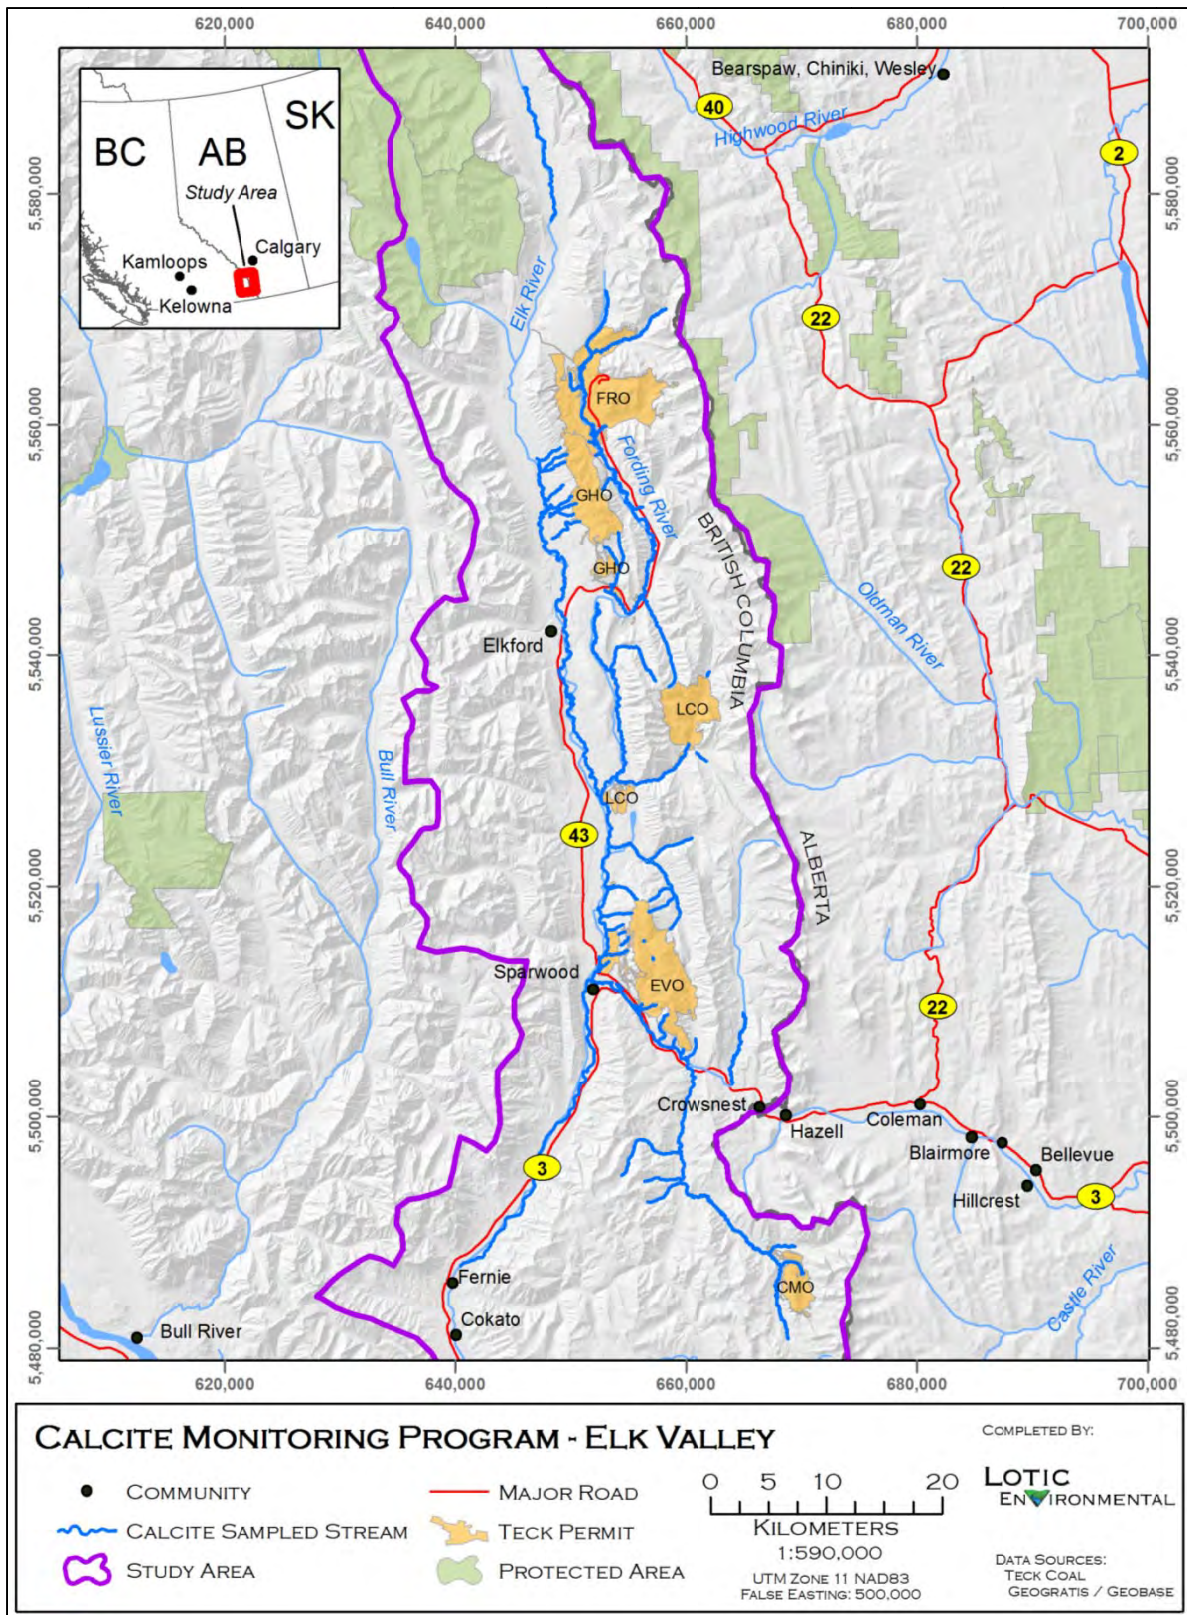 620,000
640,000
660,000
680,000
700,000
5,580,000
5,560,000
5,540,000
5,520,000
5,500,000
5,480,000
SK
BC
AB
Study Area
Calgary
Kamloops
Kelowna
Bearspaw, Chiniki, Wesley
40
Highwood River
2
5,580,000
Elk River
22
FRO
5,560,000
Fording River
GHO
BRITISH COLUMBIA
22
GHO
Oldman River
Elkford
5,540,000
LCO
Lussier River
Bull River
LCO
43
ALBERTA
5,520,000
Sparwood
EVO
22
Crowsnest
Hazell
Coleman
5,500,000
Blairmore
Bellevue
3
Hillcrest
3
Fernie
CMO
Castle River
Cokato
Bull River
5,480,000
620,000
640,000
660,000
680,000
700,000
CALCITE MONITORING PROGRAM - ELK VALLEY
COMMUNITY
MAJOR ROAD
CALCITE SAMPLED STREAM
TECK PERMIT
STUDY AREA
PROTECTED AREA
0 5 10 20
KILOMETERS
1:590,000
UTM ZONE 11 NAD83
FALSE EASTING: 500,000
COMPLETED BY:
LOTIC
ENVIRONMENTAL
DATA SOURCES:
TECK COAL
GEOGRATIS / GEOBASE